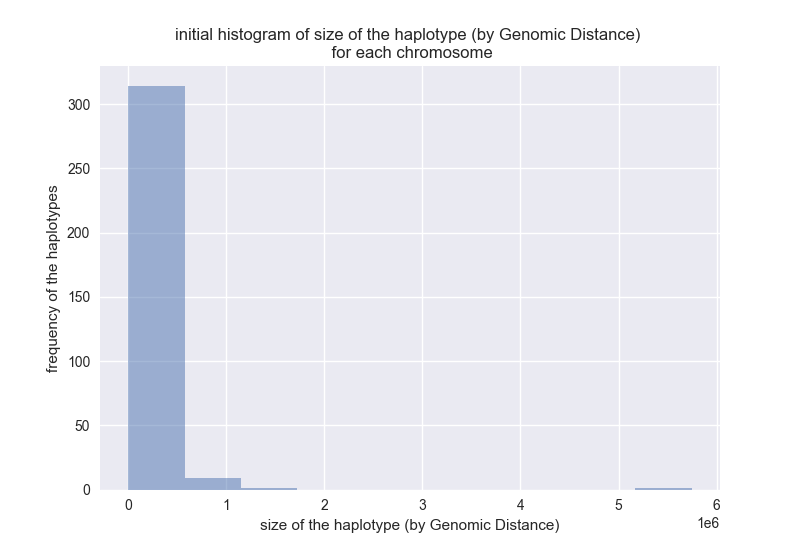 initial histogram of size of the haplotype (by Genomic Distance)
for each chromosome
300
250
200
150
100
50
0
frequency of the haplotypes
0 1 2 3 4 5 6
1e6
size of the haplotype (by Genomic Distance)